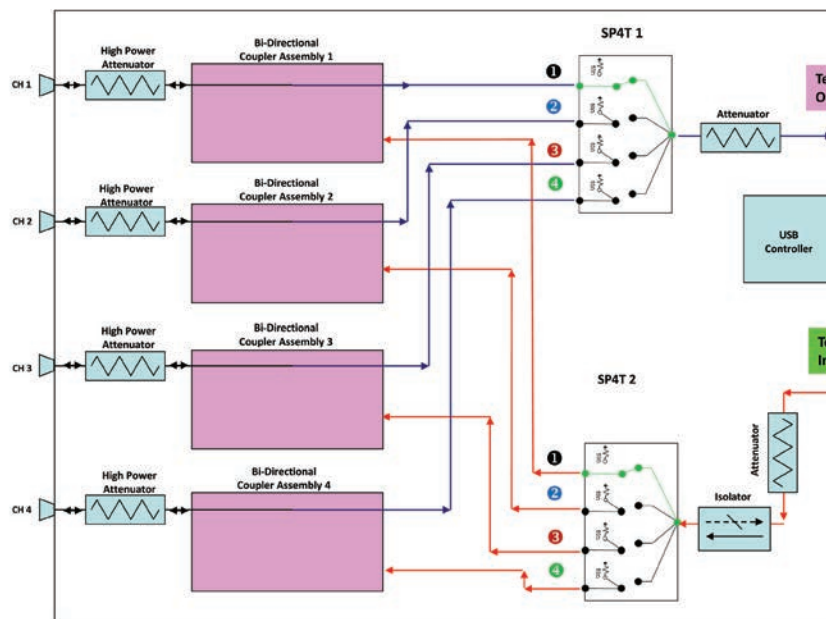 SP4T 1
High Power
Attenuator
Bi-Directional
Coupler Assembly 1
CH 1
1
2
3
4
Attenuator
High Power
Attenuator
Bi-Directional
Coupler Assembly 2
CH 2
USB
Controller
High Power
Attenuator
Bi-Directional
Coupler Assembly 3
CH 3
SP4T 2
High Power
Attenuator
Bi-Directional
Coupler Assembly 4
CH 4
1
2
3
4
Attenuator
Isolator